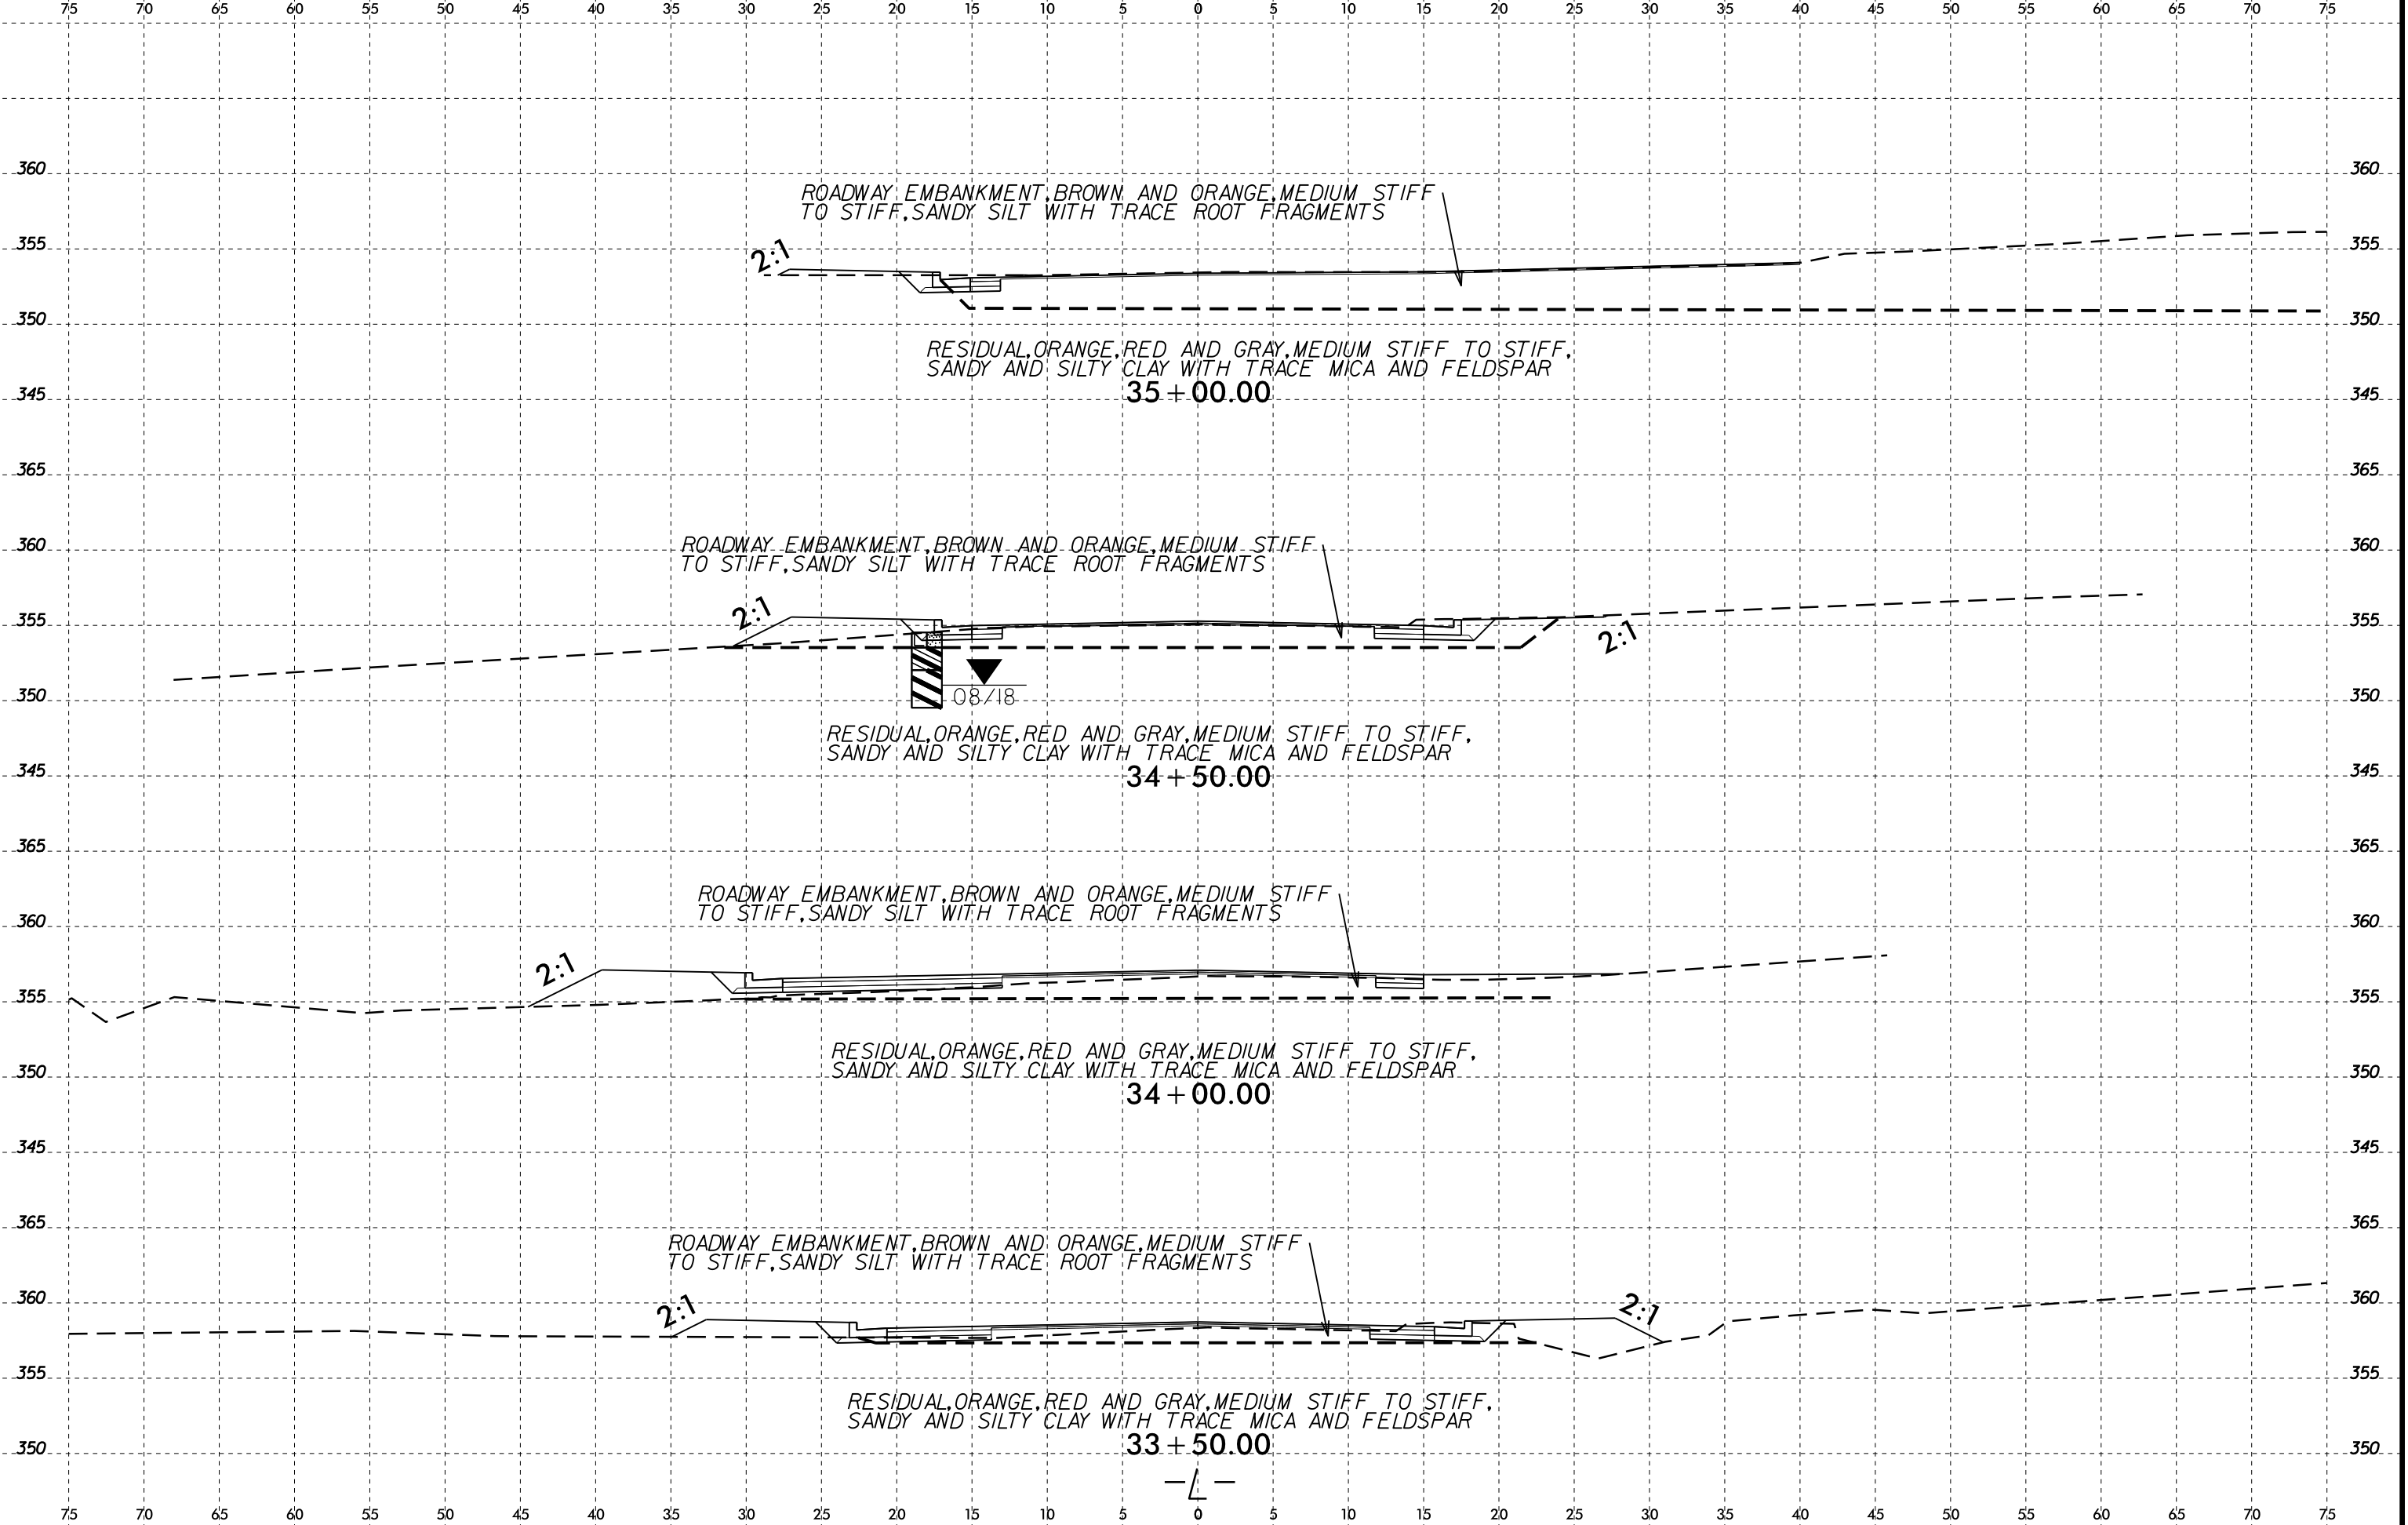 75 70 65 60 55 50 45 40 35 30 25 20 15 10 5 0 5 10 15 20 25 30 35 40 45 50 55 60 65 70 75
360 360
ROADWAY EMBANKMENT,BROWN AND ORANGE,MEDIUM STIFF
TO STIFF,SANDY SILT WITH TRACE ROOT FRAGMENTS
2:1
355 355
350 350
RESIDUAL,ORANGE,RED AND GRAY,MEDIUM STIFF TO STIFF,
SANDY AND SILTY CLAY WITH TRACE MICA AND FELDSPAR
35+00.00
345 345
365 365
360 360
ROADWAY EMBANKMENT,BROWN AND ORANGE,MEDIUM STIFF
TO STIFF,SANDY SILT WITH TRACE ROOT FRAGMENTS
2:1
355 355
2:1
350 350
08/18
RESIDUAL,ORANGE,RED AND GRAY,MEDIUM STIFF TO STIFF,
SANDY AND SILTY CLAY WITH TRACE MICA AND FELDSPAR
345 345
34+50.00
365 365
ROADWAY EMBANKMENT,BROWN AND ORANGE,MEDIUM STIFF
TO STIFF,SANDY SILT WITH TRACE ROOT FRAGMENTS
360 360
2:1
355 355
RESIDUAL,ORANGE,RED AND GRAY,MEDIUM STIFF TO STIFF,
SANDY AND SILTY CLAY WITH TRACE MICA AND FELDSPAR
350 350
34+00.00
345 345
365 365
ROADWAY EMBANKMENT,BROWN AND ORANGE,MEDIUM STIFF
TO STIFF,SANDY SILT WITH TRACE ROOT FRAGMENTS
360 360
2:1 2:1
355 355
RESIDUAL,ORANGE,RED AND GRAY,MEDIUM STIFF TO STIFF,
SANDY AND SILTY CLAY WITH TRACE MICA AND FELDSPAR
33+50.00
350 350
-L-
75 70 65 60 55 50 45 40 35 30 25 20 15 10 5 0 5 10 15 20 25 30 35 40 45 50 55 60 65 70 75